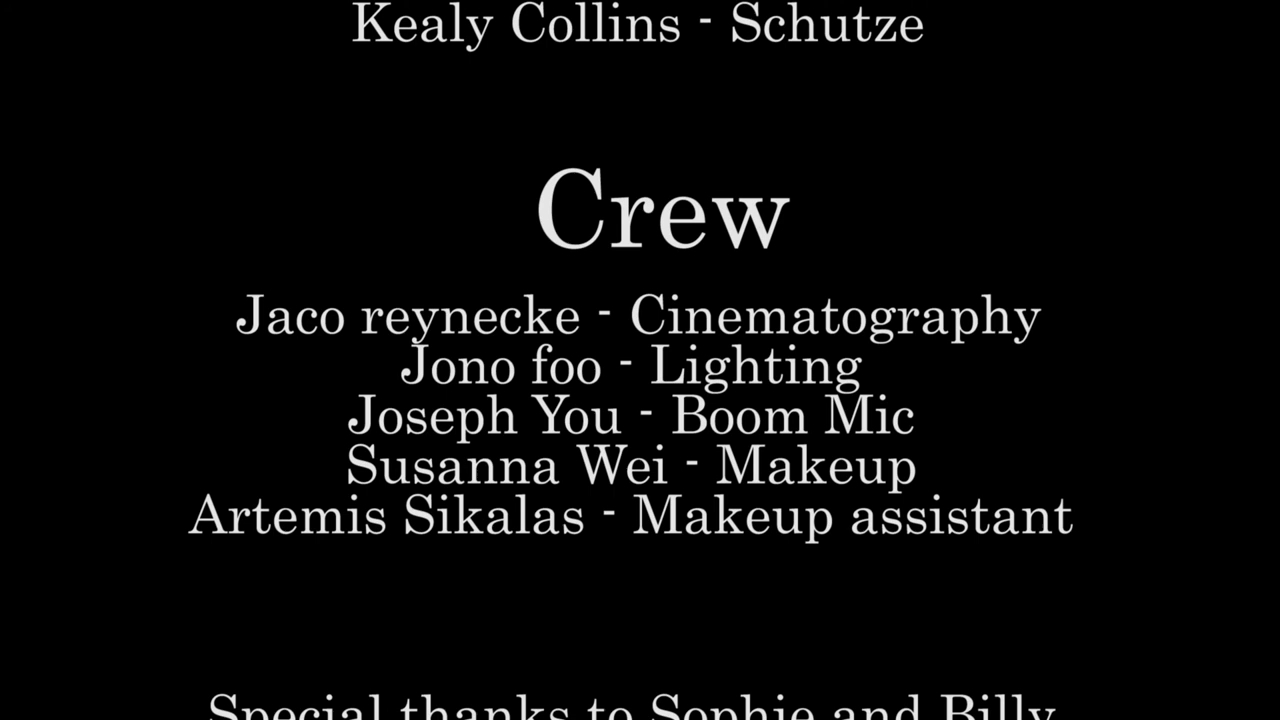 Kealy Collins - Schutze
Crew
Jaco reynecke - Cinematography
Jono foo - Lighting
Joseph You - Boom Mic
Susanna Wei - Makeup
Artemis Sikalas - Makeup assistant
Special thanks to Sophie and Billy